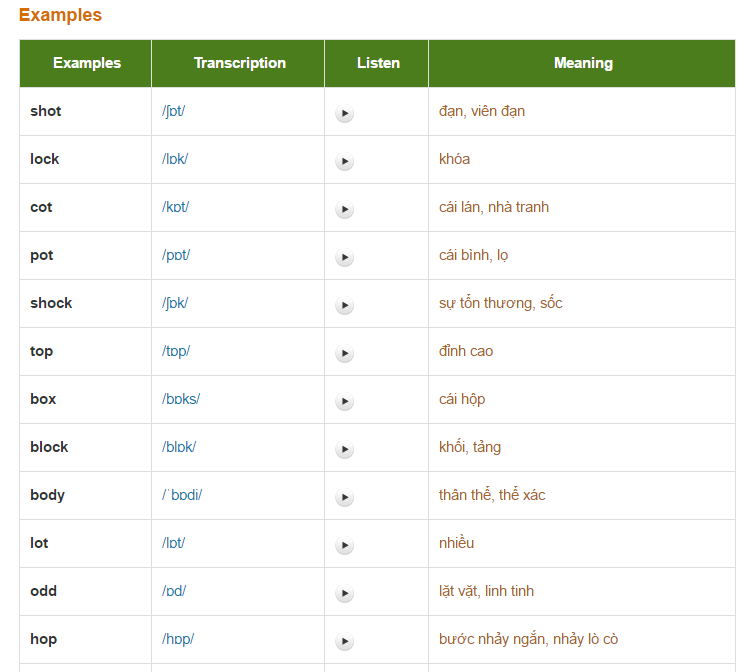 Examples
Examples Transcription Listen Meaning
shot /ʃɒt/ đạn, viên đạn
lock /lɒk/ khóa
cot /kɒt/ cái lán, nhà tranh
pot /pɒt/ cái bình, lọ
shock /ʃɒk/ sự tổn thương, sốc
top /tɒp/ đỉnh cao
box /bɒks/ cái hộp
block /blɒk/ khối, tảng
body /ˈbɒdi/ thân thể, thể xác
lot /lɒt/ nhiều
odd /ɒd/ lặt vặt, linh tinh
hop /hɒp/ bước nhảy ngắn, nhảy lò cò